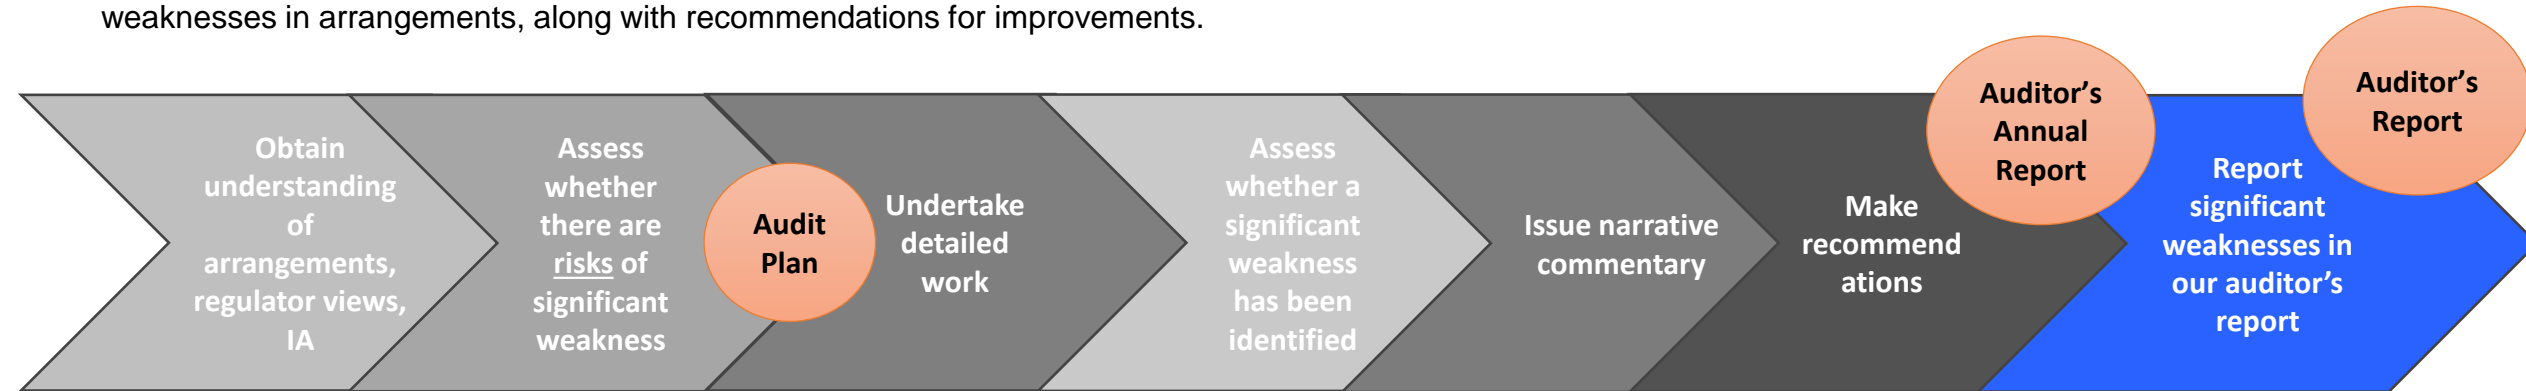 weaknesses in arrangements, along with recommendations for improvements.
Obtain
understanding
of
arrangements,
regulator views,
IA
Assess
whether
there are
risks of
significant
weakness
Audit
Plan
Undertake
detailed
work
Assess
whether a
significant
weakness
has been
identified
Issue narrative
commentary
Make
recommend
ations
Auditor’s
Annual
Report
Report
significant
weaknesses in
our auditor’s
report
Auditor’s
Report